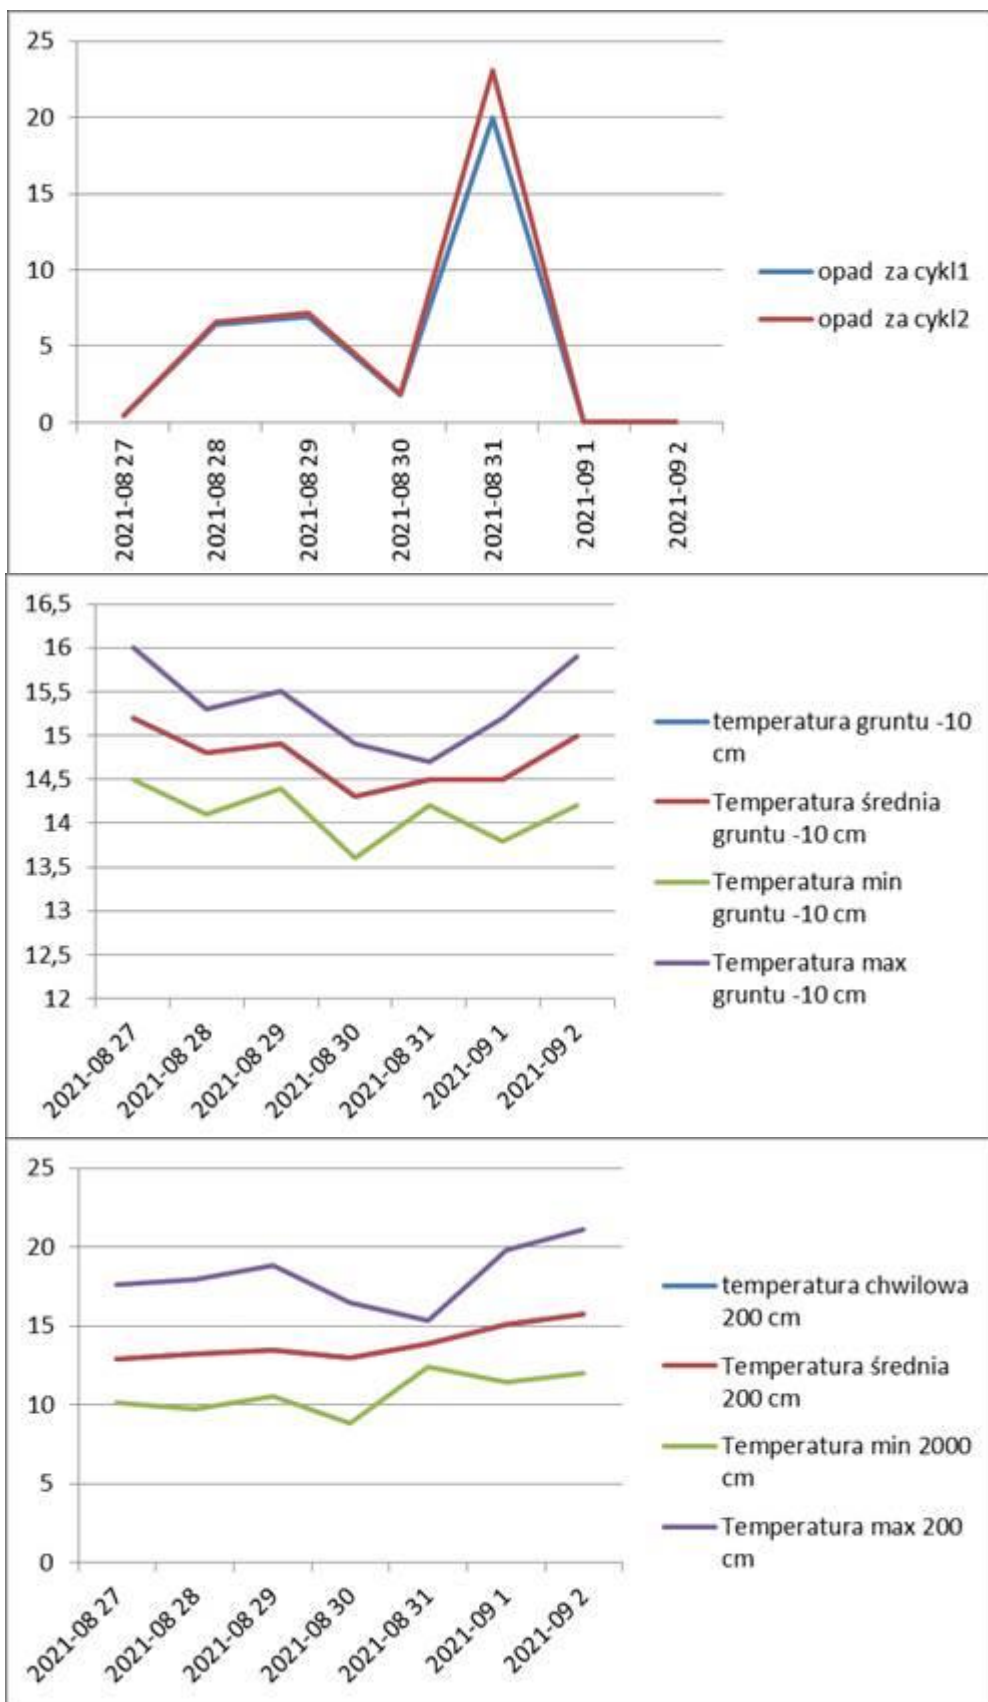 25
20
15
10
5
0
2021-08 27
2021-08 28
2021-08 29
2021-08 30
2021-08 31
2021-09 1
2021-09 2
opad  za cykl1
opad  za cykl2
16,5
16
15,5
15
14,5
14
13,5
13
12,5
12
2021-08 27
2021-08 28
2021-08 29
2021-08 30
2021-08 31
2021-09 1
2021-09 2
temperatura gruntu -10
cm
Temperatura średnia
gruntu -10 cm
Temperatura min
gruntu -10 cm
Temperatura max
gruntu -10 cm
25
20
15
10
5
0
2021-08 27
2021-08 28
2021-08 29
2021-08 30
2021-08 31
2021-09 1
2021-09 2
temperatura chwilowa
200 cm
Temperatura średnia
200 cm
Temperatura min 2000
cm
Temperatura max 200
cm